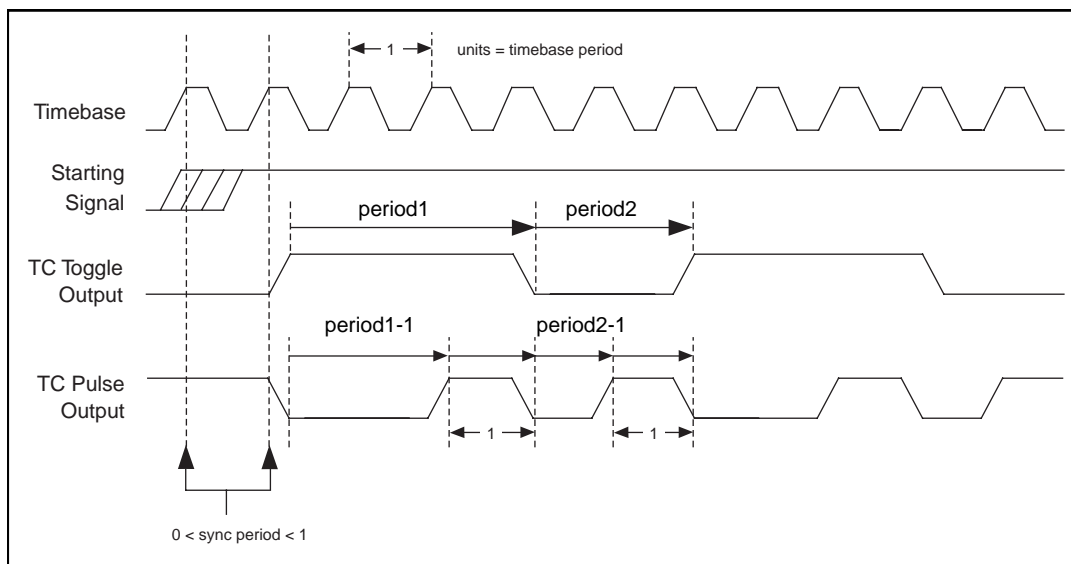 1
units = timebase period
Timebase
Starting
Signal
period1
period2
TC Toggle
Output
period1-1
period2-1
TC Pulse
Output
1
1
0 < sync period < 1